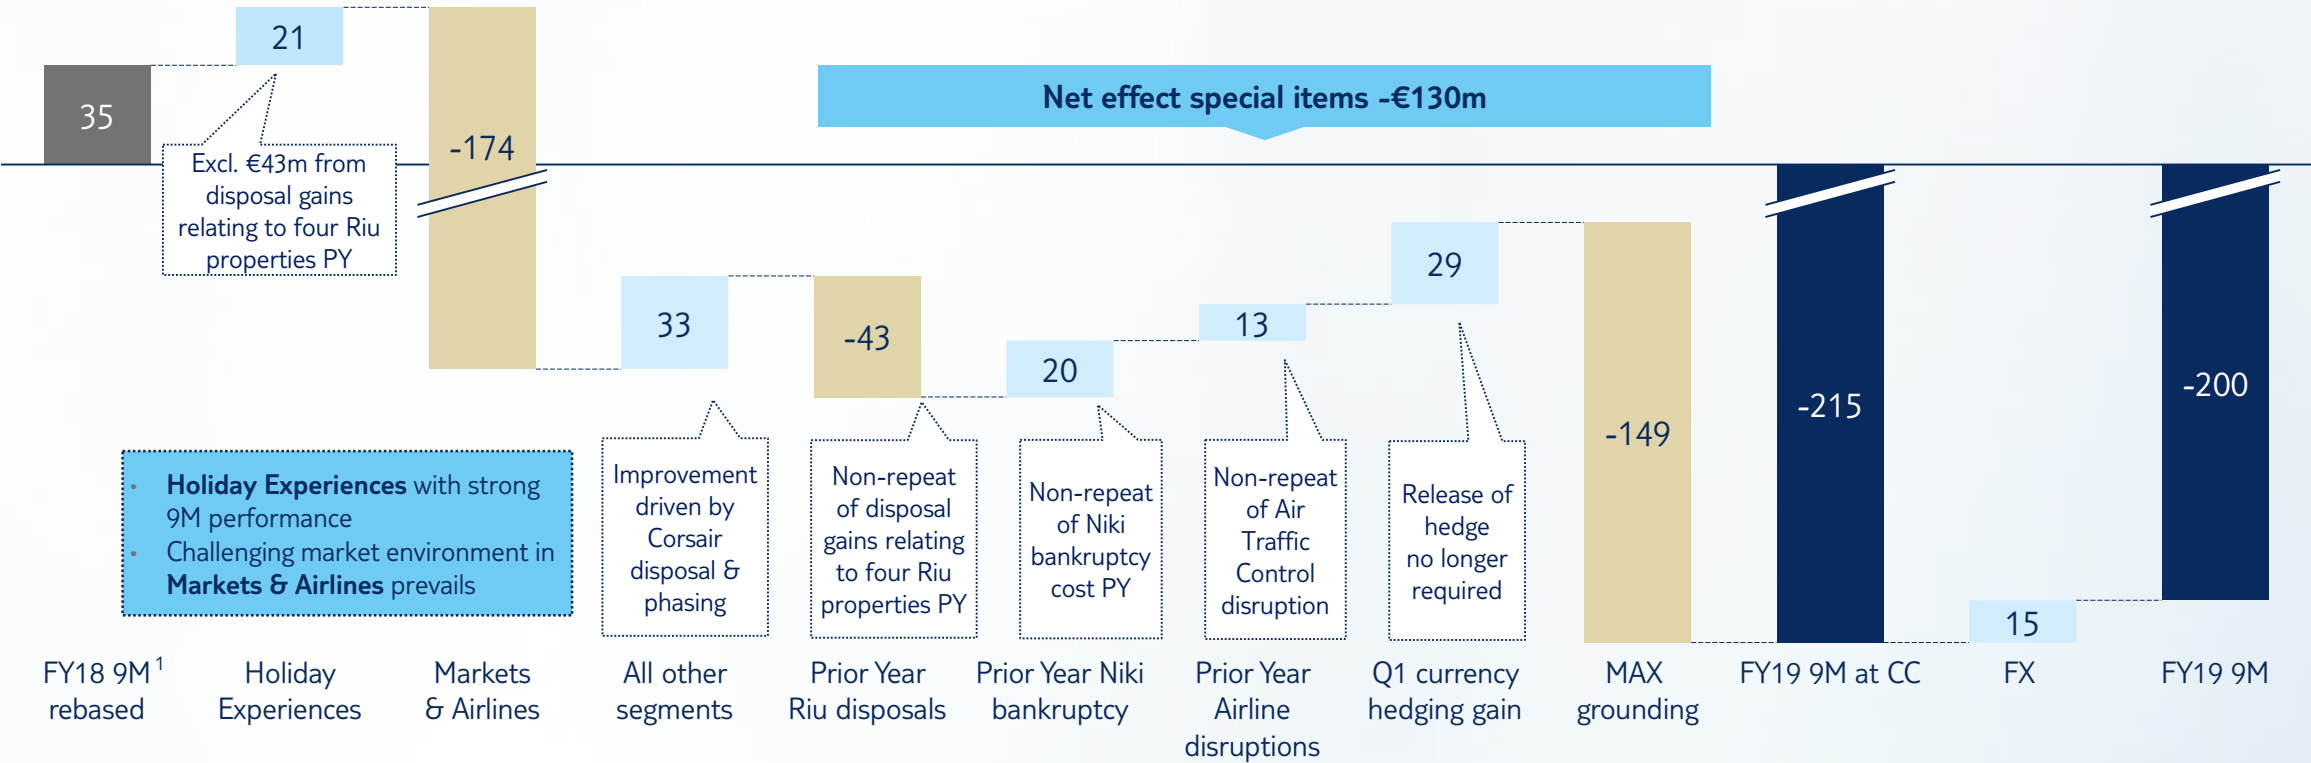 35
21
-174
33
-43
20
13
29
-149
-215
15
-200
Net effect special items -€130m
Excl. €43m from
disposal gains
relating to four Riu
properties PY
• Holiday Experiences with strong
9M performance
• Challenging market environment in
Markets & Airlines prevails
Improvement
driven by
Corsair
disposal &
phasing
Non-repeat
of disposal
gains relating
to four Riu
properties PY
Non-repeat
of Niki
bankruptcy
cost PY
Non-repeat
of Air
Traffic
Control
disruption
Release of
hedge
no longer
required
FY18 9M 1
rebased
Holiday
Experiences
Markets
& Airlines
All other
segments
Prior Year
Riu disposals
Prior Year Niki
bankruptcy
Prior Year
Airline
disruptions
Q1 currency
hedging gain
MAX
grounding
FY19 9M at CC
FX
FY19 9M